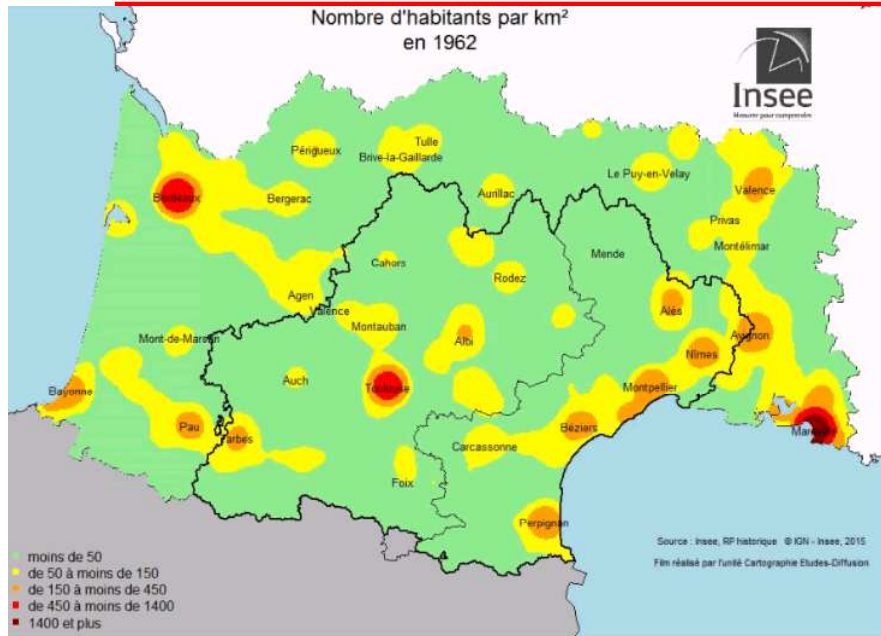 Nombre d'habitants par km²
en 1962
Insee
Mesurer pour comprendre
Périgueux
Tulle
Brive-la-Gaillarde
Bordeaux
Bergerac
Aurillac
Le Puy-en-Velay
Valence
Privas
Montélimar
Cahors
Mende
Rodez
Agen
Valence
Alès
Montauban
Albi
Avignon
Mont-de-Marsan
Nîmes
Auch
Toulouse
Montpellier
Bayonne
Pau
Tarbes
Béziers
Marseille
Carcassonne
Foix
Perpignan
Source : Insee, RP historique © IGN - Insee, 2015
Film réalisé par l'unité Cartographie Etudes-Diffusion
moins de 50
de 50 à moins de 150
de 150 à moins de 450
de 450 à moins de 1400
1400 et plus